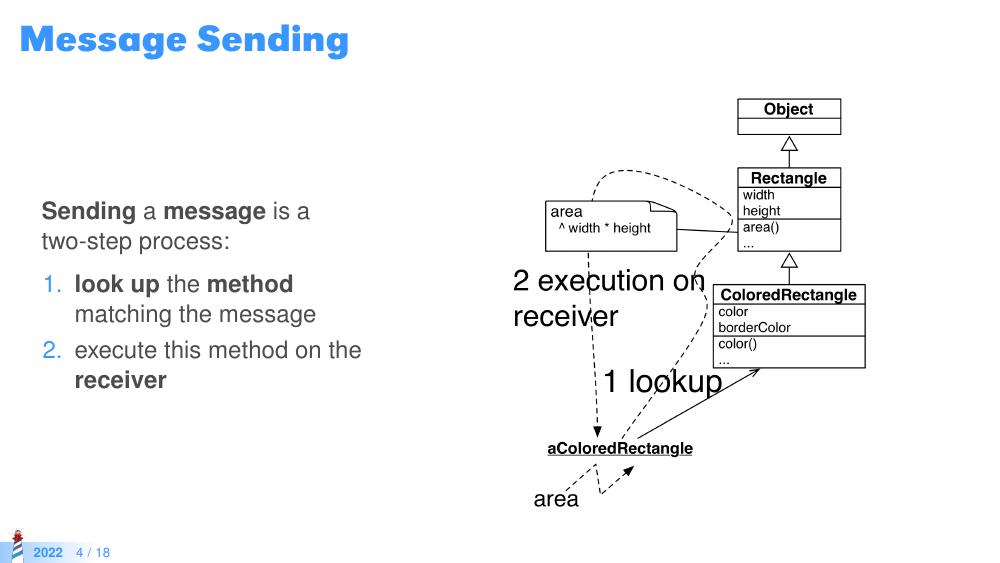 Message Sending
Sending a message is a
two-step process:
1. look up the method
matching the message
2. execute this method on the
receiver
Object
Rectangle
width
height
area()
...
area
^ width * height
2 execution on
receiver
ColoredRectangle
color
borderColor
color()
...
1 lookup
aColoredRectangle
area
2022 4 / 18